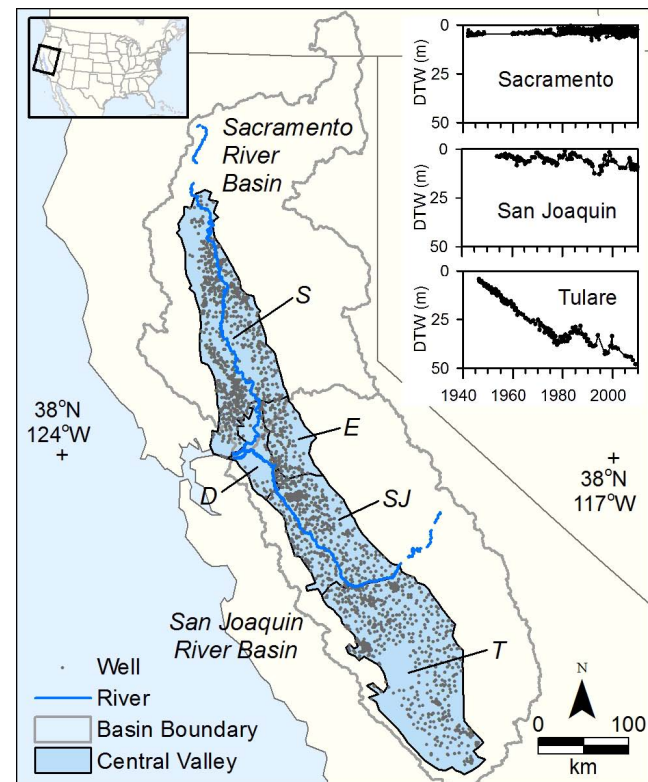 0
25
50
DTW (m)
Sacramento
0
25
50
DTW (m)
San Joaquin
0
25
50
DTW (m)
Tulare
1940
1960
1980
2000
Sacramento
River
Basin
S
38°N
124°W
+
E
D
SJ
+
38°N
117°W
San Joaquin
River Basin
T
Well
River
Basin Boundary
Central Valley
N
0
100
km